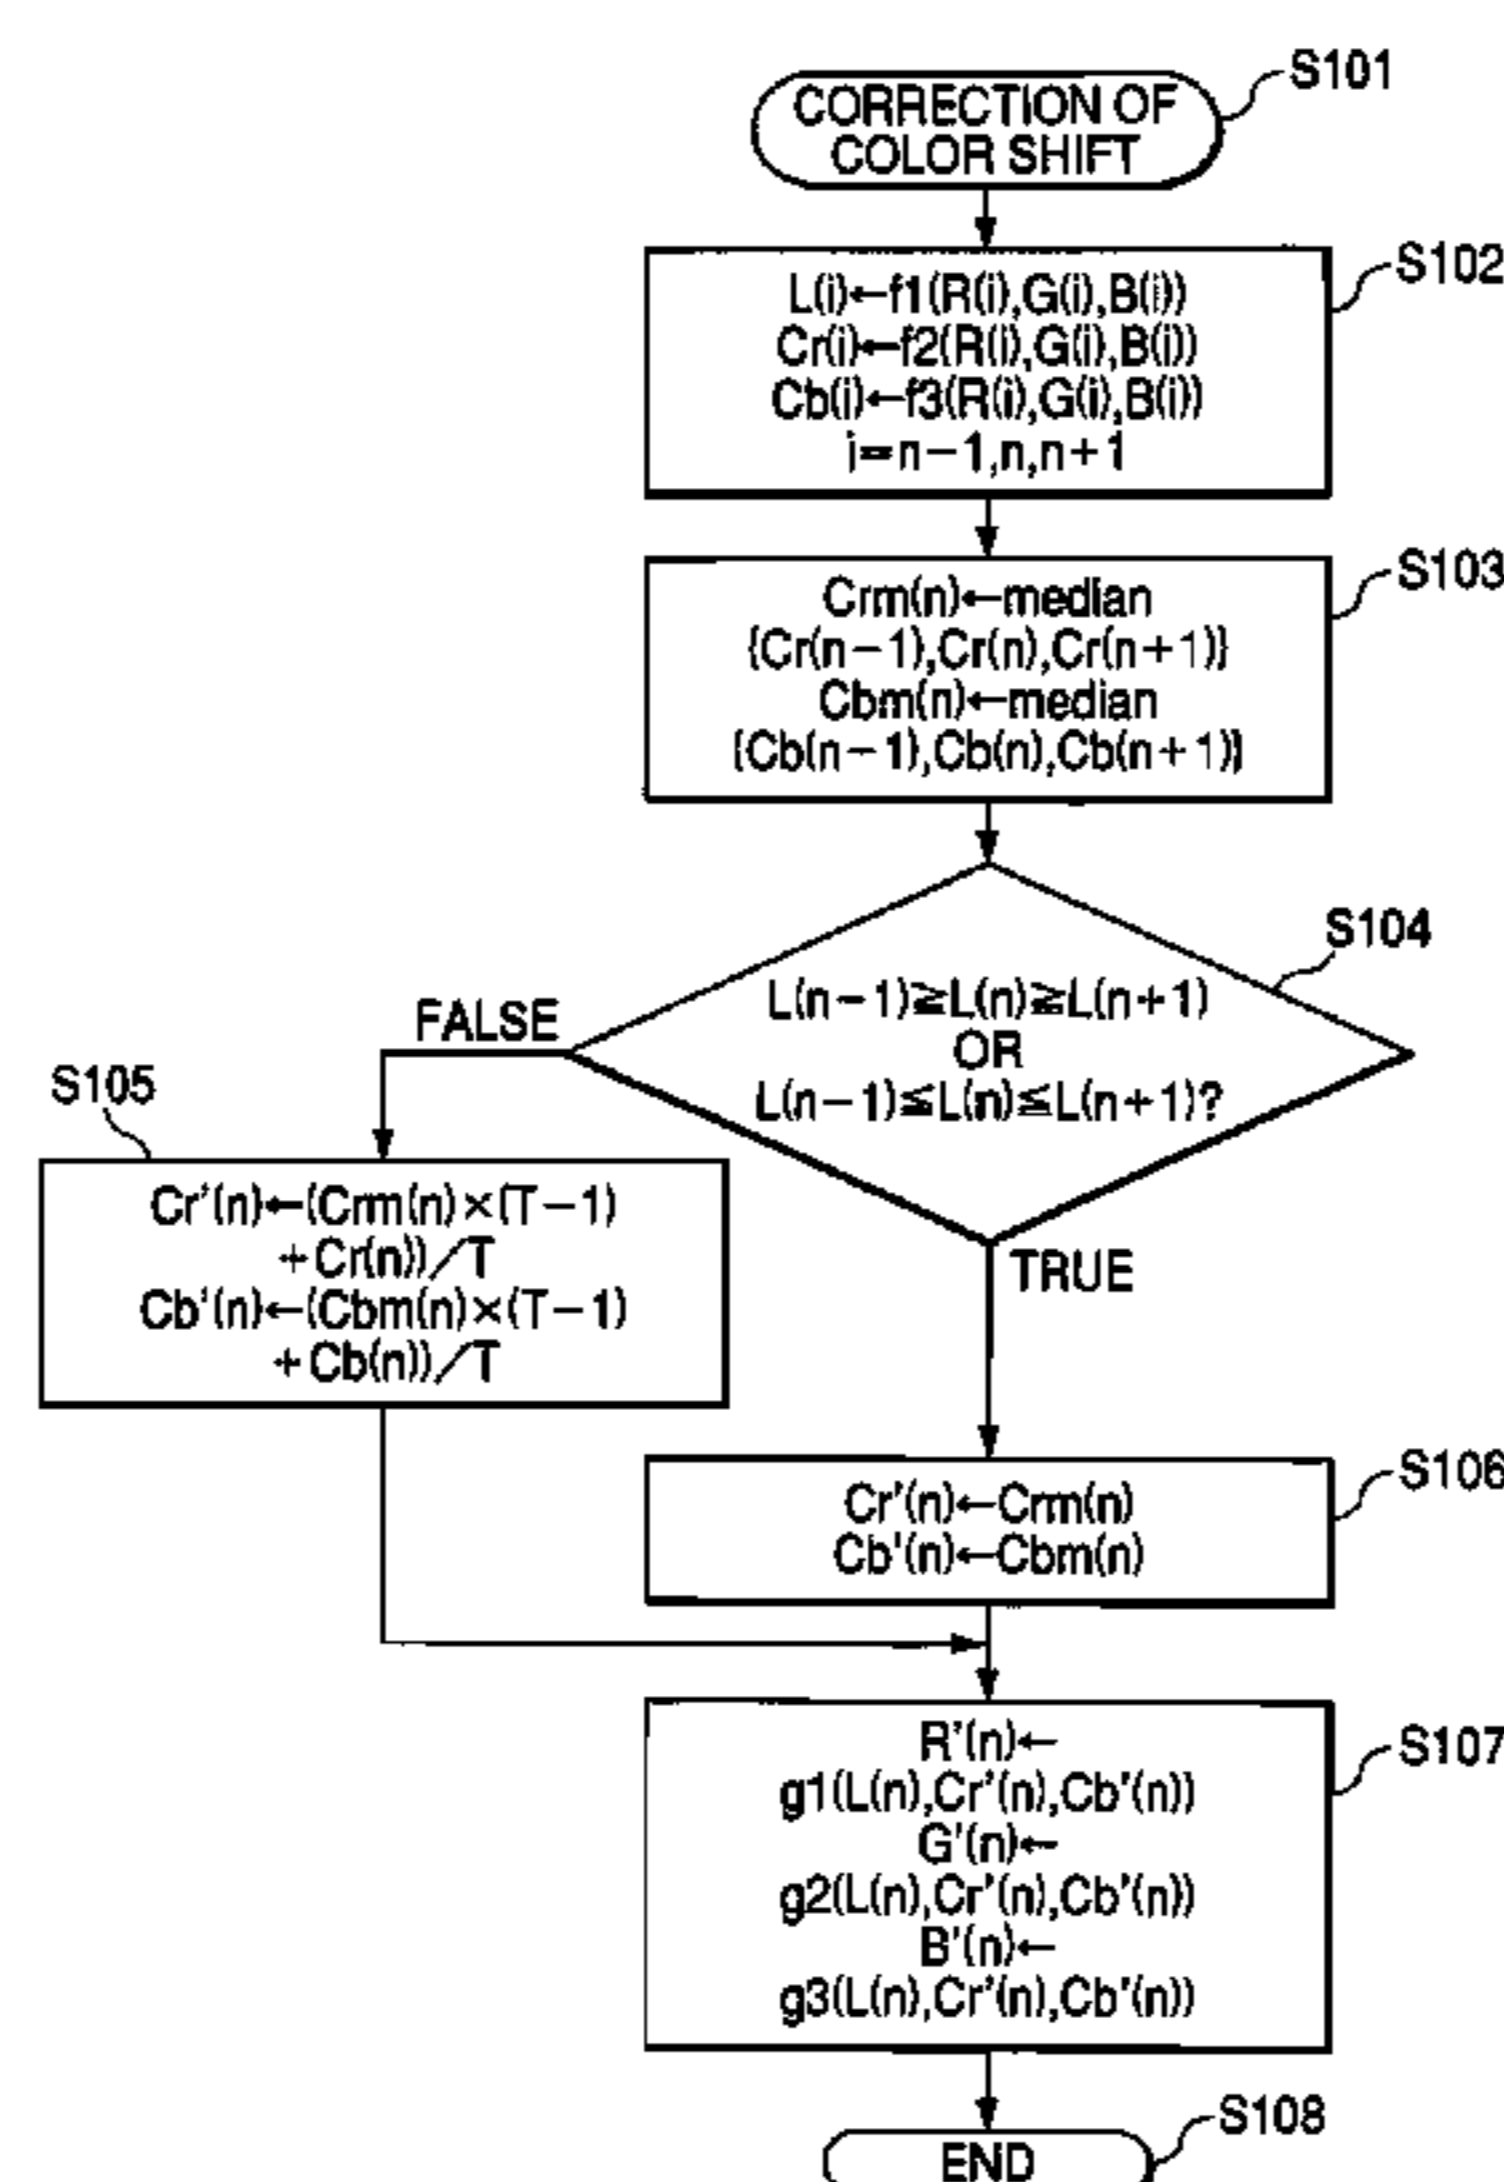 S101
CORRECTION OF
COLOR SHIFT
S102
L(i)←f1(R(i),G(i),B(i))
Cr(i)←f2(R(i),G(i),B(i))
Cb(i)←f3(R(i),G(i),B(i))
i=n−1,n,n+1
S103
Crm(n)←median
{Cr(n−1),Cr(n),Cr(n+1)}
Cbm(n)←median
{Cb(n−1),Cb(n),Cb(n+1)}
S104
L(n−1)≧L(n)≧L(n+1)
OR
L(n−1)≦L(n)≦L(n+1)?
FALSE
TRUE
S105
Cr'(n)←(Crm(n)×(T−1)
+Cr(n))/T
Cb'(n)←(Cbm(n)×(T−1)
+Cb(n))/T
S106
Cr'(n)←Crm(n)
Cb'(n)←Cbm(n)
S107
R'(n)←
g1(L(n),Cr'(n),Cb'(n))
G'(n)←
g2(L(n),Cr'(n),Cb'(n))
B'(n)←
g3(L(n),Cr'(n),Cb'(n))
S108
END